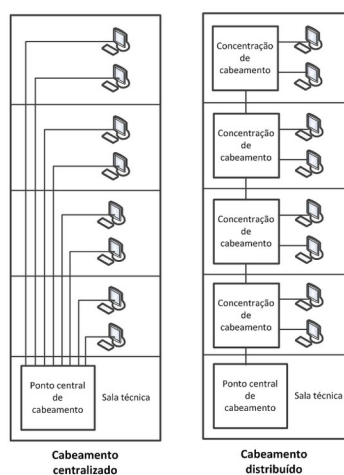 Ponto central
de
cabeamento
Sala técnica
Cabeamento
centralizado
Concentração
de
cabeamento
Concentração
de
cabeamento
Concentração
de
cabeamento
Concentração
de
cabeamento
Ponto central
de
cabeamento
Sala técnica
Cabeamento
distribuído